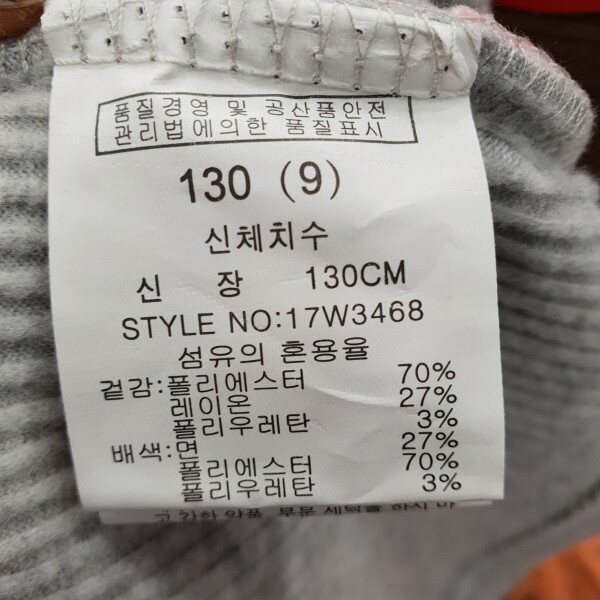 품질경영 및 공산품안전
관리법에의한 품질표시
130 (9)
신체치수
신 장 130CM
STYLE NO:17W3468
섬유의 혼용율
겉감:폴리에스터 70%
레이온 27%
폴리우레탄 3%
배색:면 27%
폴리에스터 70%
폴리우레탄 3%